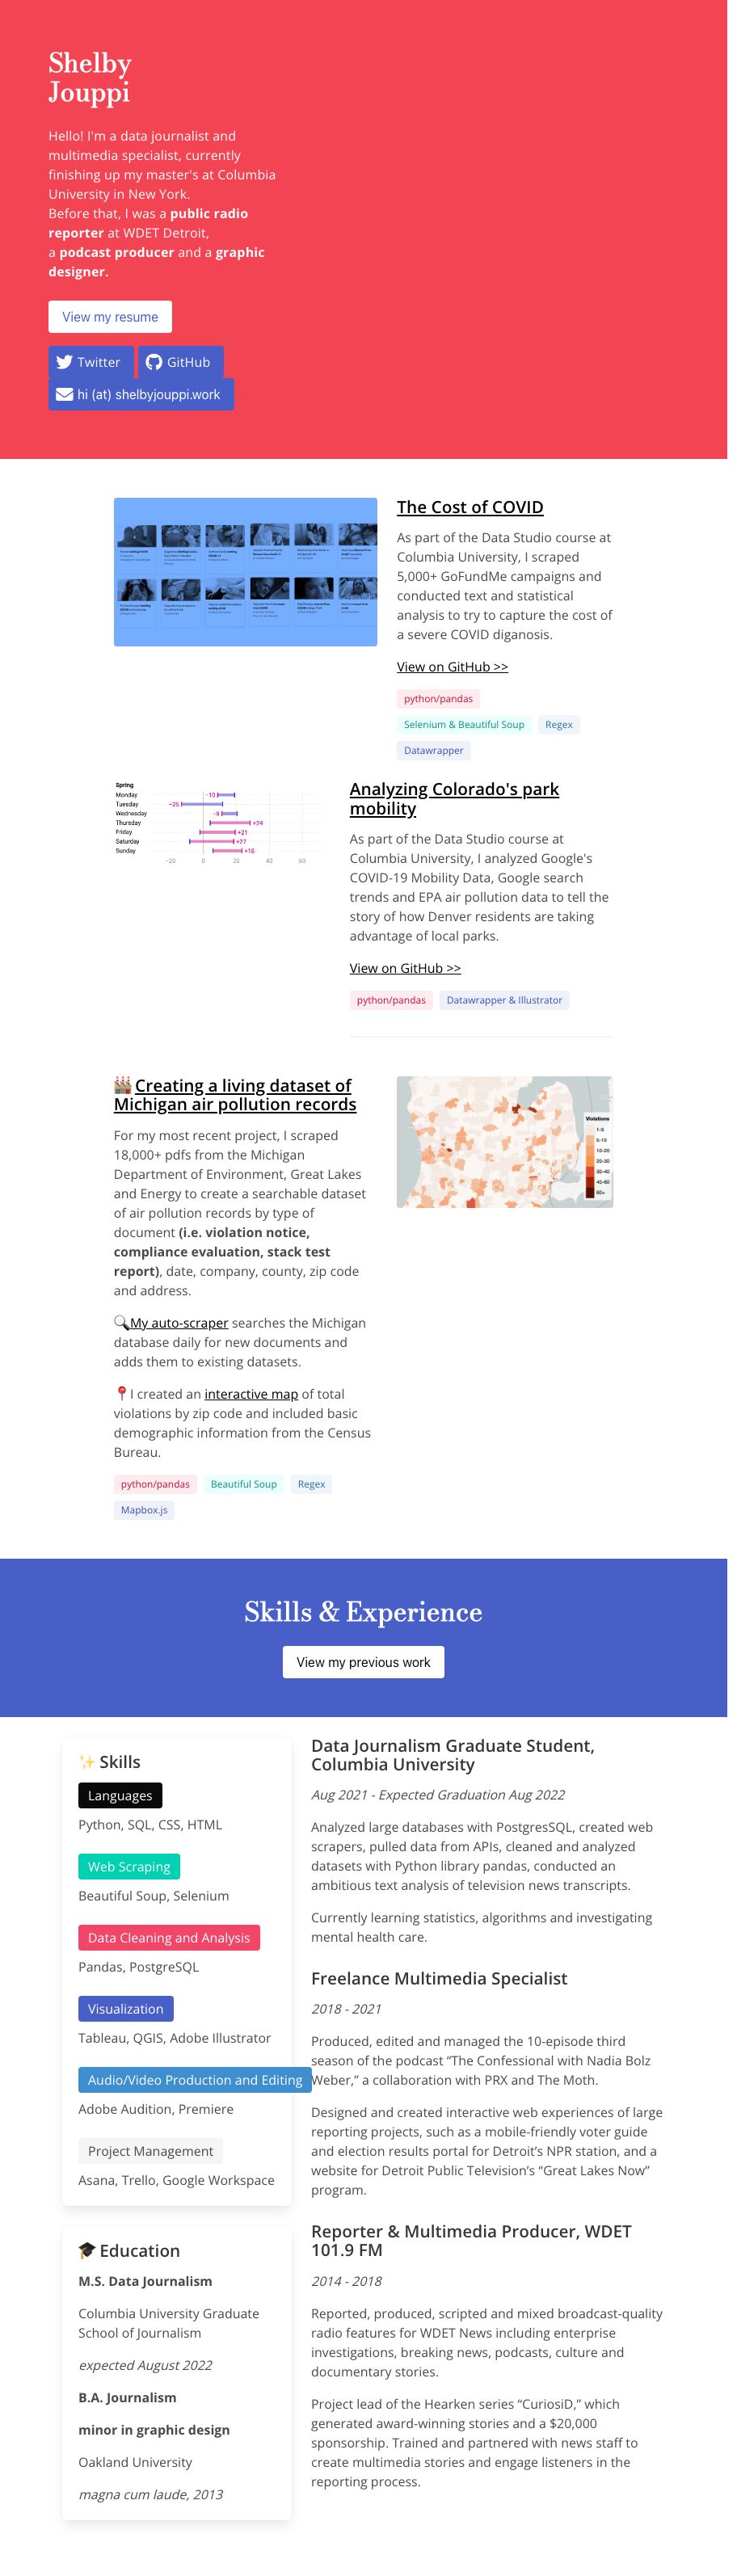 Shelby
Jouppi
Hello! I'm a data journalist and
multimedia specialist, currently
finishing up my master's at Columbia
University in New York.
Before that, I was a public radio
reporter at WDET Detroit,
a podcast producer and a graphic
designer.
View my resume
Twitter
GitHub
hi (at) shelbyjouppi.work
The Cost of COVID
As part of the Data Studio course at
Columbia University, I scraped
5,000+ GoFundMe campaigns and
conducted text and statistical
analysis to try to capture the cost of
a severe COVID diganosis.
View on GitHub >>
python/pandas
Selenium & Beautiful Soup
Regex
Datawrapper
Spring
Monday
-10
Tuesday
-25
Wednesday
-9
Thursday
+24
Friday
+21
Saturday
+27
Sunday
+18
-20 0 20 40 60
Analyzing Colorado's park
mobility
As part of the Data Studio course at
Columbia University, I analyzed Google's
COVID-19 Mobility Data, Google search
trends and EPA air pollution data to tell the
story of how Denver residents are taking
advantage of local parks.
View on GitHub >>
python/pandas
Datawrapper & Illustrator
Creating a living dataset of
Michigan air pollution records
For my most recent project, I scraped
18,000+ pdfs from the Michigan
Department of Environment, Great Lakes
and Energy to create a searchable dataset
of air pollution records by type of
document (i.e. violation notice,
compliance evaluation, stack test
report), date, company, county, zip code
and address.
My auto-scraper searches the Michigan
database daily for new documents and
adds them to existing datasets.
I created an interactive map of total
violations by zip code and included basic
demographic information from the Census
Bureau.
python/pandas
Beautiful Soup
Regex
Mapbox.js
Violations
1-5
5-10
10-20
20-30
30-40
40-60
60+
Skills & Experience
View my previous work
✨ Skills
Languages
Python, SQL, CSS, HTML
Web Scraping
Beautiful Soup, Selenium
Data Cleaning and Analysis
Pandas, PostgreSQL
Visualization
Tableau, QGIS, Adobe Illustrator
Audio/Video Production and Editing
Adobe Audition, Premiere
Project Management
Asana, Trello, Google Workspace
🎓 Education
M.S. Data Journalism
Columbia University Graduate
School of Journalism
expected August 2022
B.A. Journalism
minor in graphic design
Oakland University
magna cum laude, 2013
Data Journalism Graduate Student,
Columbia University
Aug 2021 - Expected Graduation Aug 2022
Analyzed large databases with PostgresSQL, created web
scrapers, pulled data from APIs, cleaned and analyzed
datasets with Python library pandas, conducted an
ambitious text analysis of television news transcripts.
Currently learning statistics, algorithms and investigating
mental health care.
Freelance Multimedia Specialist
2018 - 2021
Produced, edited and managed the 10-episode third
season of the podcast “The Confessional with Nadia Bolz
Weber,” a collaboration with PRX and The Moth.
Designed and created interactive web experiences of large
reporting projects, such as a mobile-friendly voter guide
and election results portal for Detroit’s NPR station, and a
website for Detroit Public Television’s “Great Lakes Now”
program.
Reporter & Multimedia Producer, WDET
101.9 FM
2014 - 2018
Reported, produced, scripted and mixed broadcast-quality
radio features for WDET News including enterprise
investigations, breaking news, podcasts, culture and
documentary stories.
Project lead of the Hearken series “CuriosiD,” which
generated award-winning stories and a $20,000
sponsorship. Trained and partnered with news staff to
create multimedia stories and engage listeners in the
reporting process.